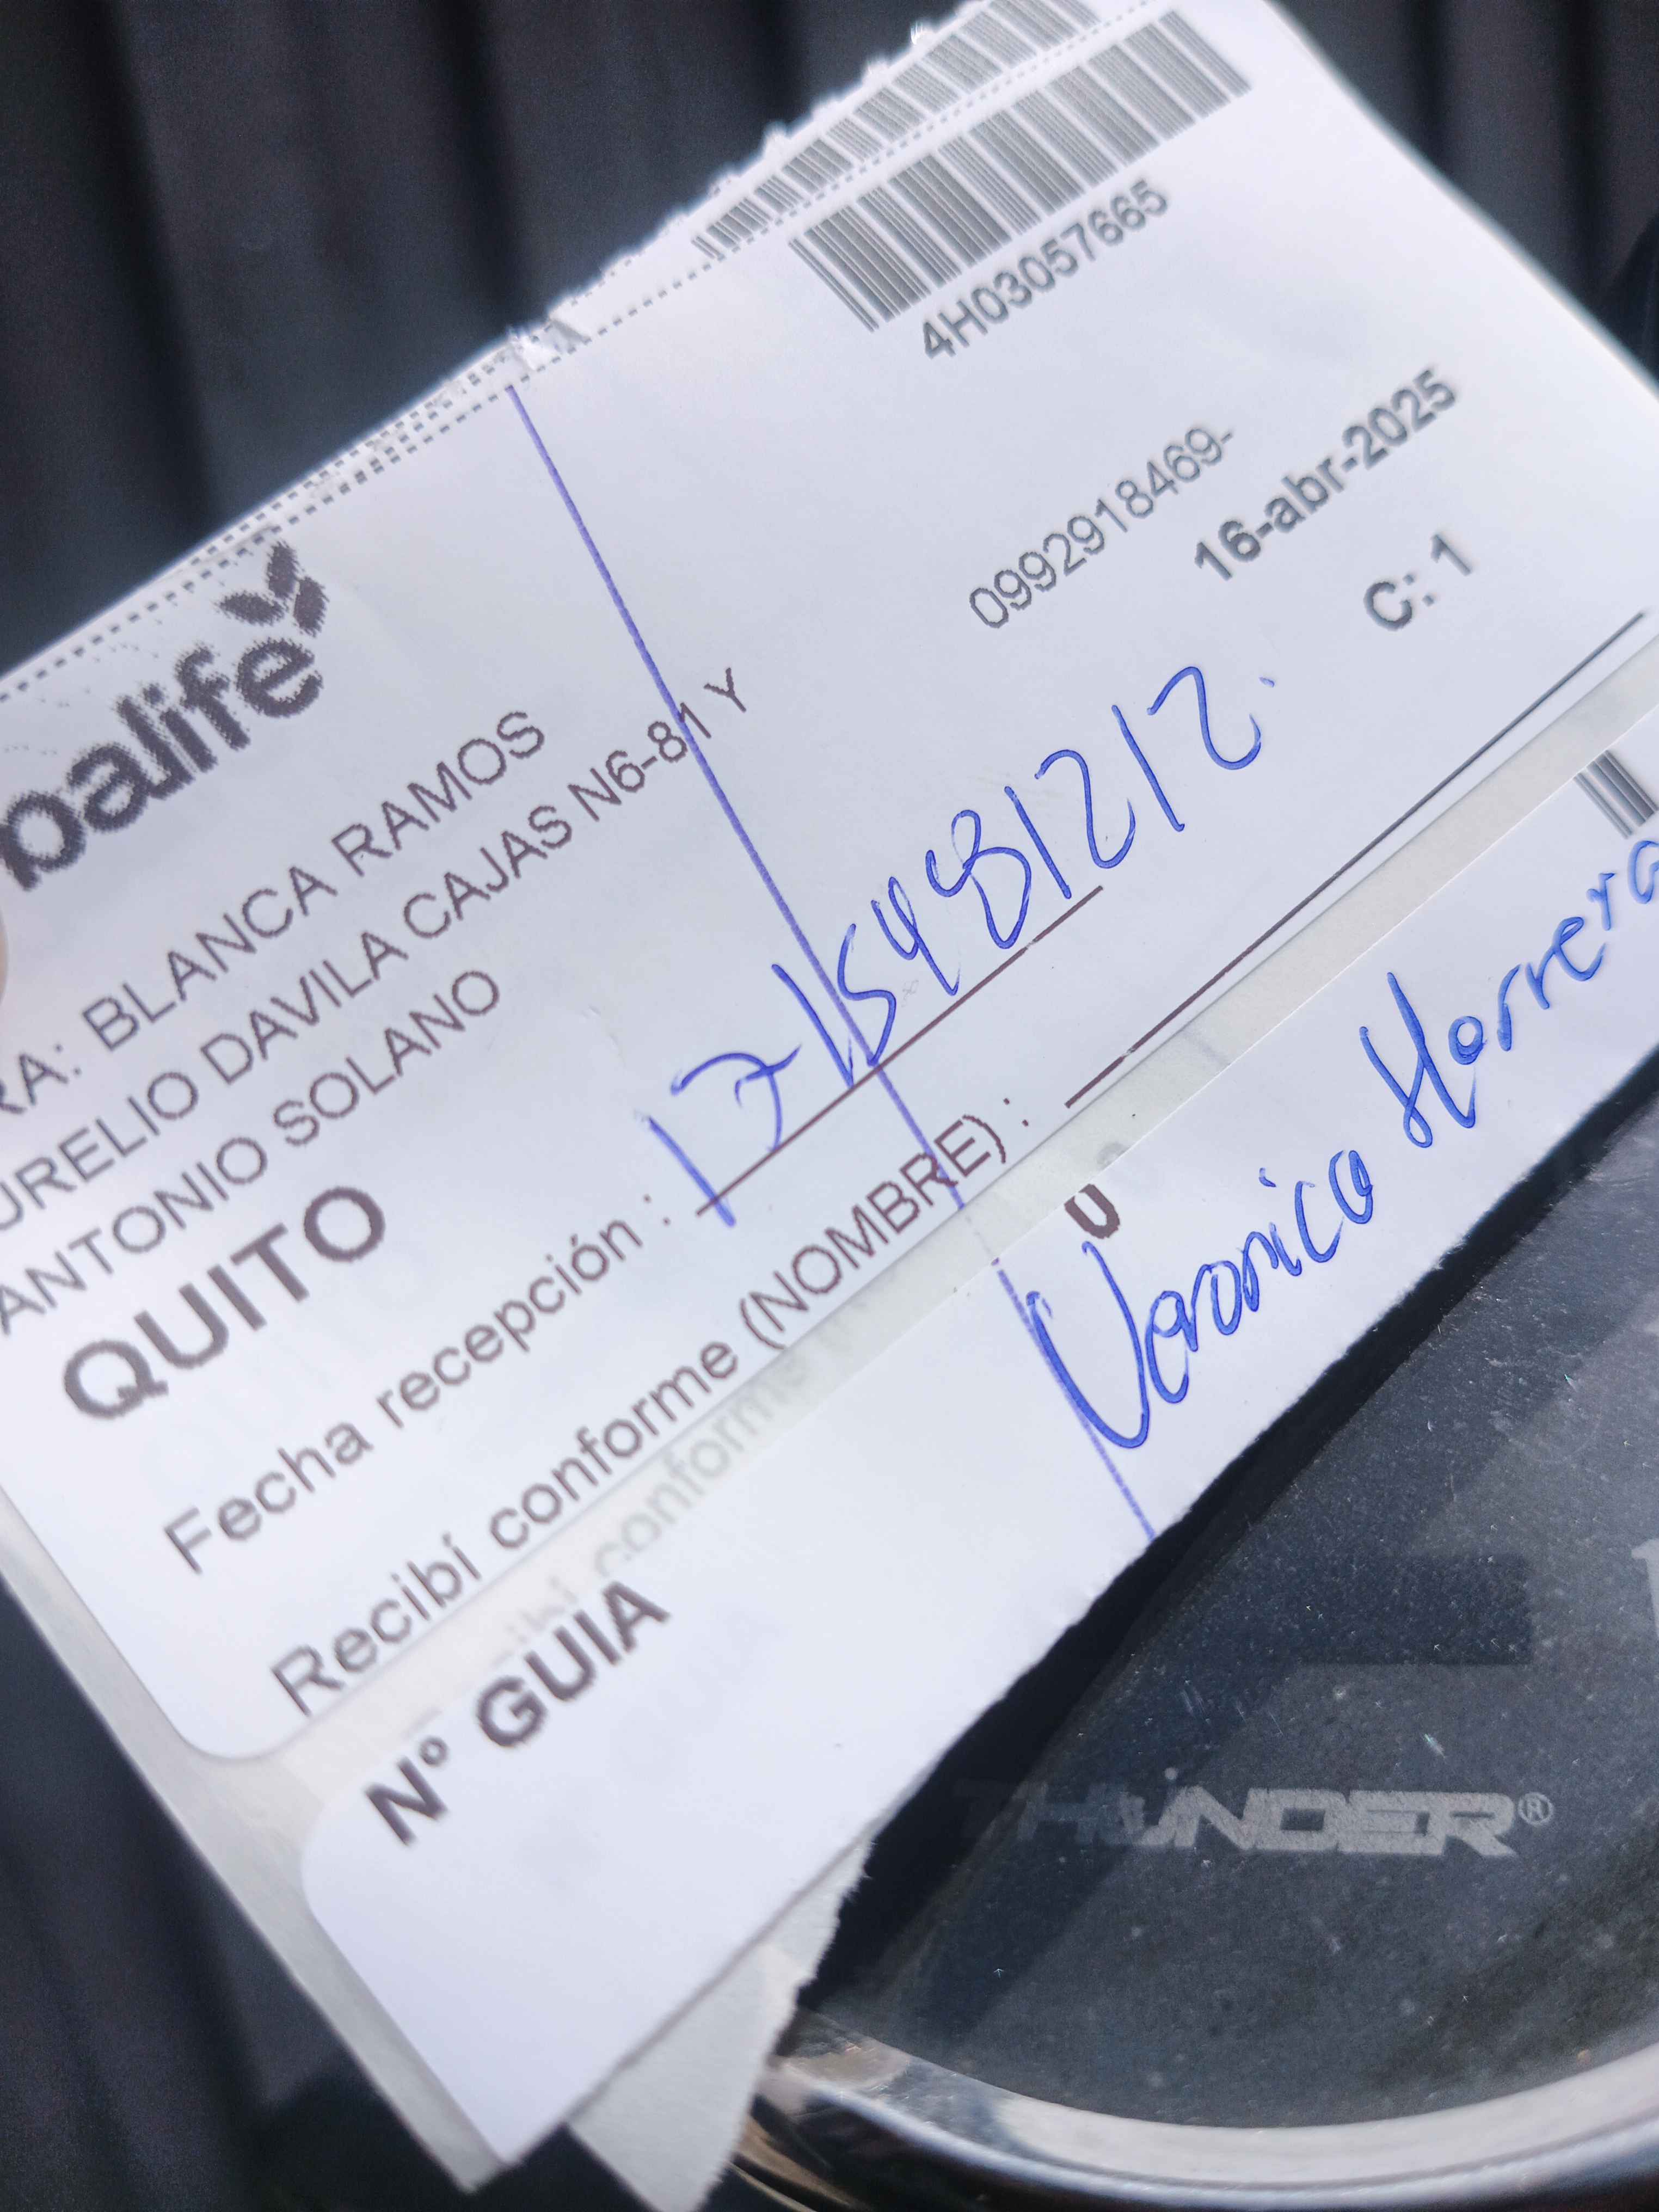 4H03057665
balife
RA: BLANCA RAMOS
URELIO DAVILA CAJAS N6-81 Y
ANTONIO SOLANO
0992918469-
QUITO
16-abr-2025
C: 1
Fecha recepción : 1715481212.
Recibí conforme (NOMBRE) :
Nº GUIA
U
Veronica Herrera
THUNDER®